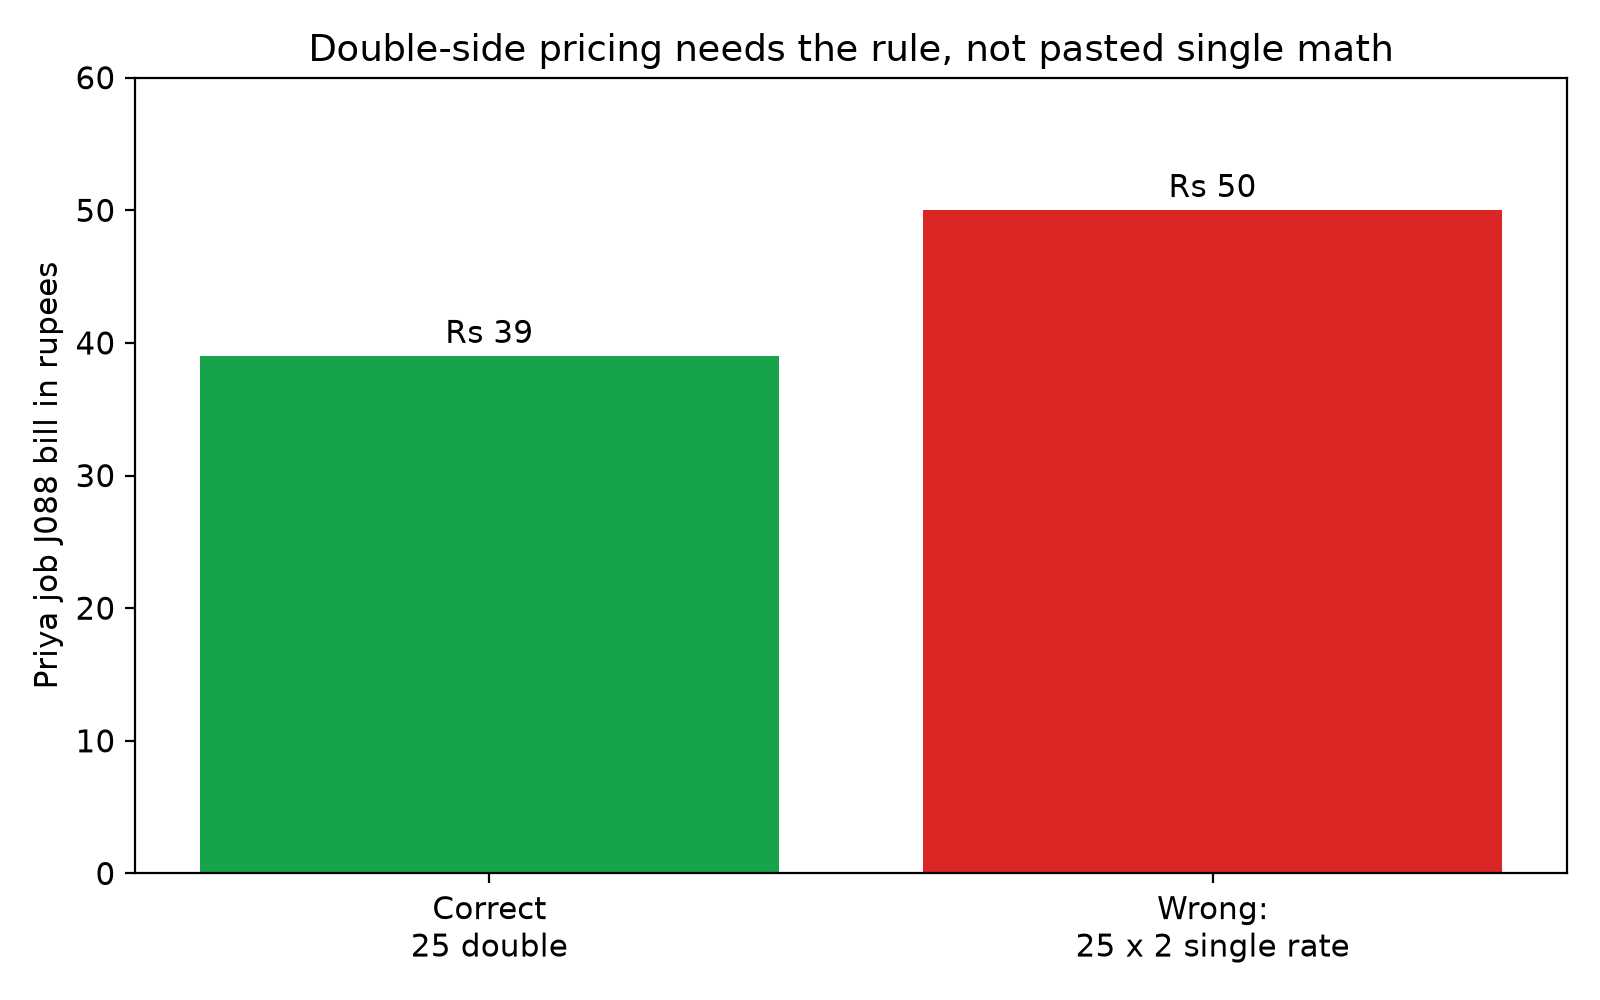 Double-side pricing needs the rule, not pasted single math
Priya job J088 bill in rupees
60
50
40
30
20
10
0
Rs 39
Rs 50
Correct
25 double
Wrong:
25 x 2 single rate